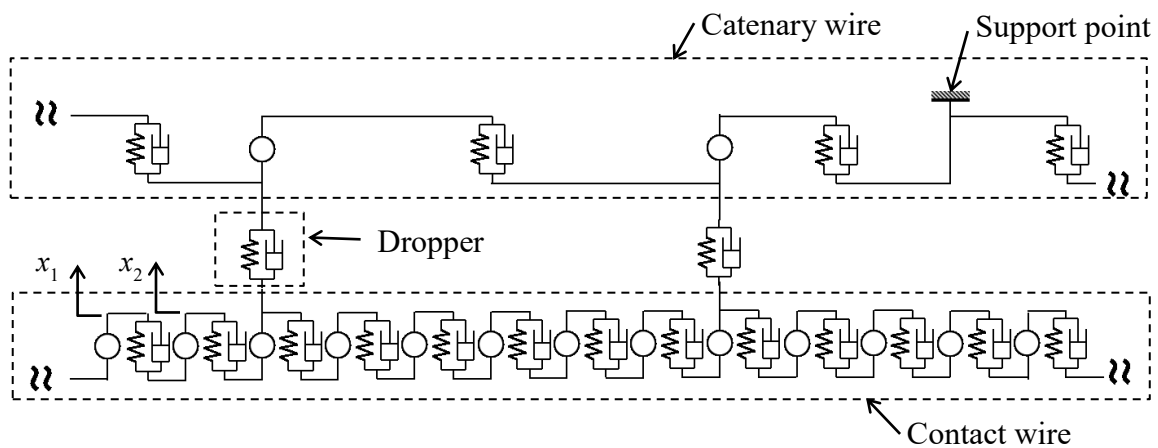 Catenary wire
Support point
Dropper
x1
x2
Contact wire